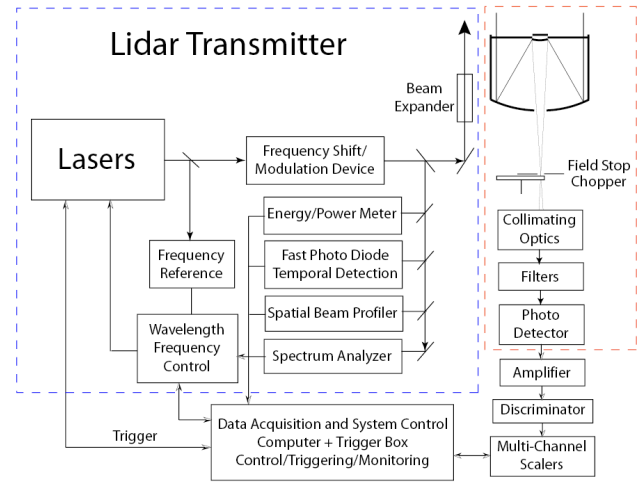 Lidar Transmitter
Beam
Expander
Lasers
Frequency Shift/
Modulation Device
Field Stop
Chopper
Energy/Power Meter
Collimating
Optics
Frequency
Reference
Fast Photo Diode
Temporal Detection
Filters
Spatial Beam Profiler
Photo
Detector
Wavelength
Frequency
Control
Spectrum Analyzer
Amplifier
Discriminator
Trigger
Data Acquisition and System Control
Computer + Trigger Box
Control/Triggering/Monitoring
Multi-Channel
Scalers